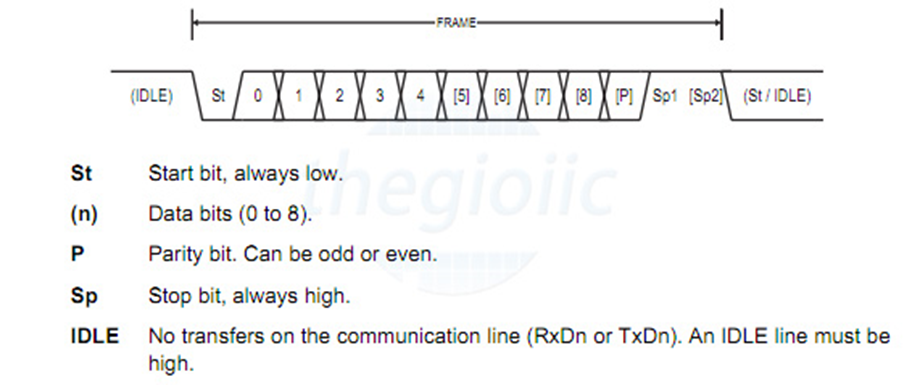 FRAME
(IDLE) St 0 1 2 3 4 [5] [6] [7] [8] [P] Sp1 [Sp2] (St / IDLE)
thegioiic
St Start bit, always low.
(n) Data bits (0 to 8).
P Parity bit. Can be odd or even.
Sp Stop bit, always high.
IDLE No transfers on the communication line (RxDn or TxDn). An IDLE line must be
high.